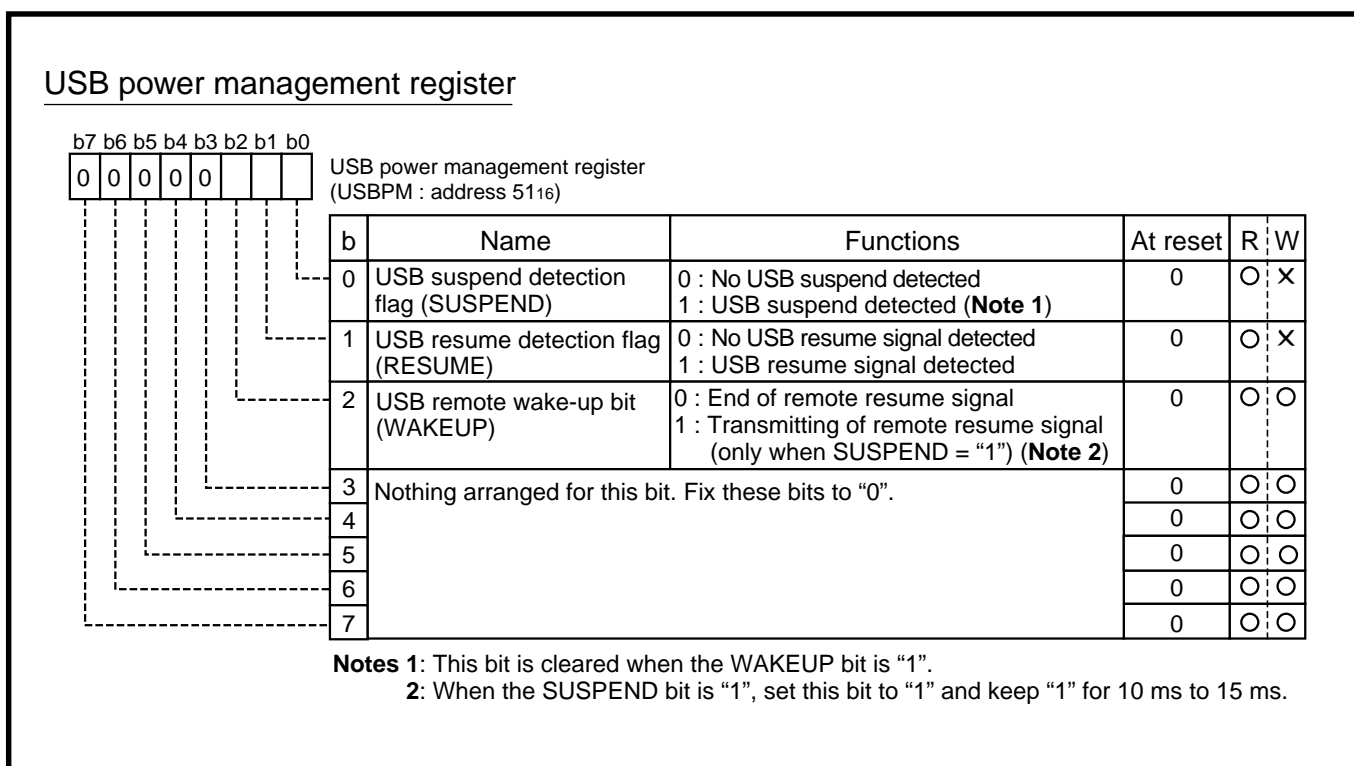 USB power management register
b7 b6 b5 b4 b3 b2 b1 b0
0 0 0 0 0
USB power management register
(USBPM : address 5116)
b Name Functions At reset R W
0 USB suspend detection 0 : No USB suspend detected 0 O X
flag (SUSPEND) 1 : USB suspend detected (Note 1)
1 USB resume detection flag 0 : No USB resume signal detected 0 O X
(RESUME) 1 : USB resume signal detected
2 USB remote wake-up bit 0 : End of remote resume signal 0 O O
(WAKEUP) 1 : Transmitting of remote resume signal
(only when SUSPEND = “1”) (Note 2)
3 Nothing arranged for this bit. Fix these bits to “0”. 0 O O
4 0 O O
5 0 O O
6 0 O O
7 0 O O
Notes 1: This bit is cleared when the WAKEUP bit is “1”.
2: When the SUSPEND bit is “1”, set this bit to “1” and keep “1” for 10 ms to 15 ms.